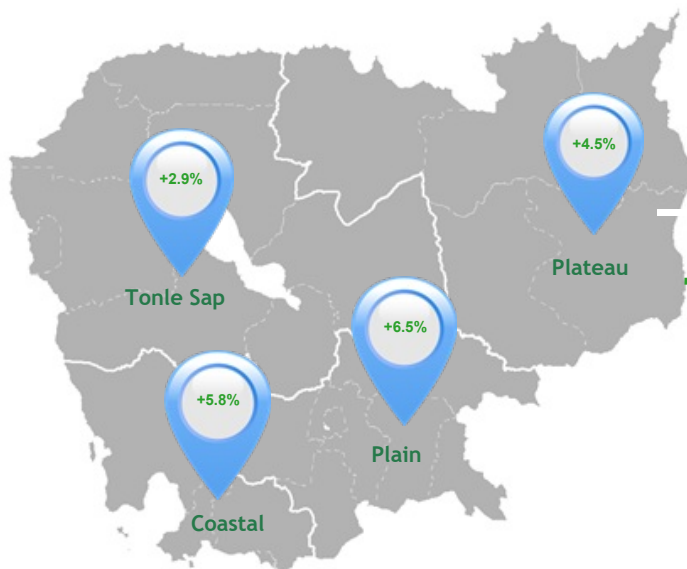 +4.5%
Plateau
+2.9%
Tonle Sap
+6.5%
Plain
+5.8%
Coastal